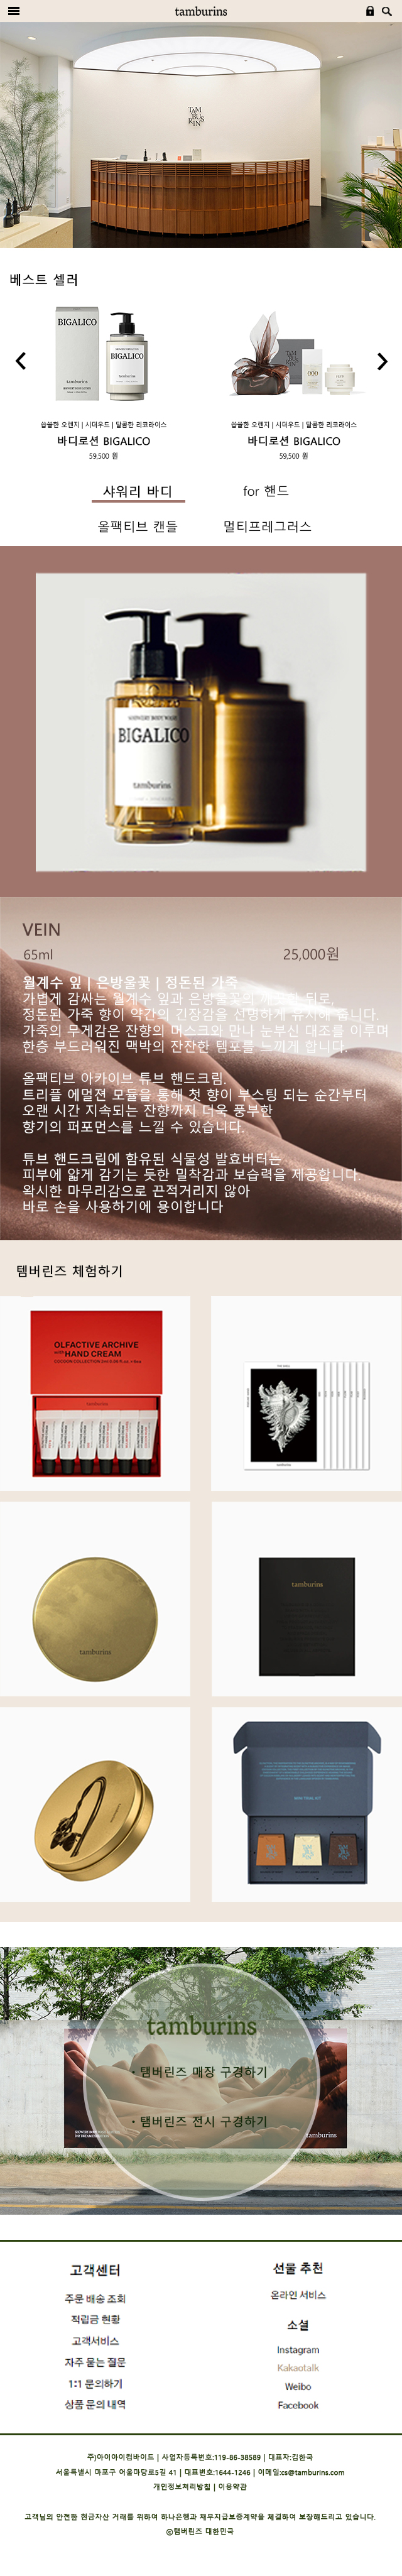 tamburins
TAM
BU
RIN
베스트 셀러
BIGALICO
BIGALICO
tamburins
tamburins
씁쓸한 오렌지 | 시더우드 | 달콤한 리코라이스
씁쓸한 오렌지 | 시더우드 | 달콤한 리코라이스
바디로션 BIGALICO
바디로션 BIGALICO
59,500 원
59,500 원
샤워리 바디
for 핸드
올팩티브 캔들
멀티프레그러스
SHOWERY BODY WASH
BIGALICO
tamburins
VEIN
65ml
25,000원
월계수 잎 | 은방울꽃 | 정돈된 가죽
가볍게 감싸는 월계수 잎과 은방울꽃의 뒤로,
정돈된 가죽 향이 약간의 긴장감을 선명하게 유지해 줍니다.
가죽의 무게감은 잔향의 머스크와 만나 눈부신 대조를 이루며
한층 부드러워진 맥박의 잔잔한 템포를 느끼게 합니다.
올팩티브 아카이브 튜브 핸드크림.
트리플 에멀젼 모듈을 통해 첫 향이 부스팅 되는 순간부터
오랜 시간 지속되는 잔향까지 더욱 풍부한
향기의 퍼포먼스를 느낄 수 있습니다.
튜브 핸드크림에 함유된 식물성 발효버터는
피부에 얇게 감기는 듯한 밀착감과 보습력을 제공합니다.
왁시한 마무리감으로 끈적거리지 않아
바로 손을 사용하기에 용이합니다
템버린즈 체험하기
OLFACTIVE ARCHIVE
HAND CREAM
tamburins
tamburins
tamburins
tamburins
MINI TRIAL KIT
tamburins
• 탬버린즈 매장 구경하기
• 탬버린즈 전시 구경하기
tamburins
고객센터
주문 배송 조회
적립금 현황
고객서비스
자주 묻는 질문
1:1 문의하기
상품 문의 내역
선물 추천
온라인 서비스
소셜
Instagram
Kakaotalk
Weibo
Facebook
주)아이아이컴바이드 | 사업자등록번호:119-86-38589 | 대표자:김한국
서울특별시 마포구 어울마당로5길 41 | 대표번호:1644-1246 | 이메일:cs@tamburins.com
개인정보처리방침 | 이용약관
고객님의 안전한 현금자산 거래를 위하여 하나은행과 채무지급보증계약을 체결하여 보장해드리고 있습니다.
ⓒ탬버린즈 대한민국